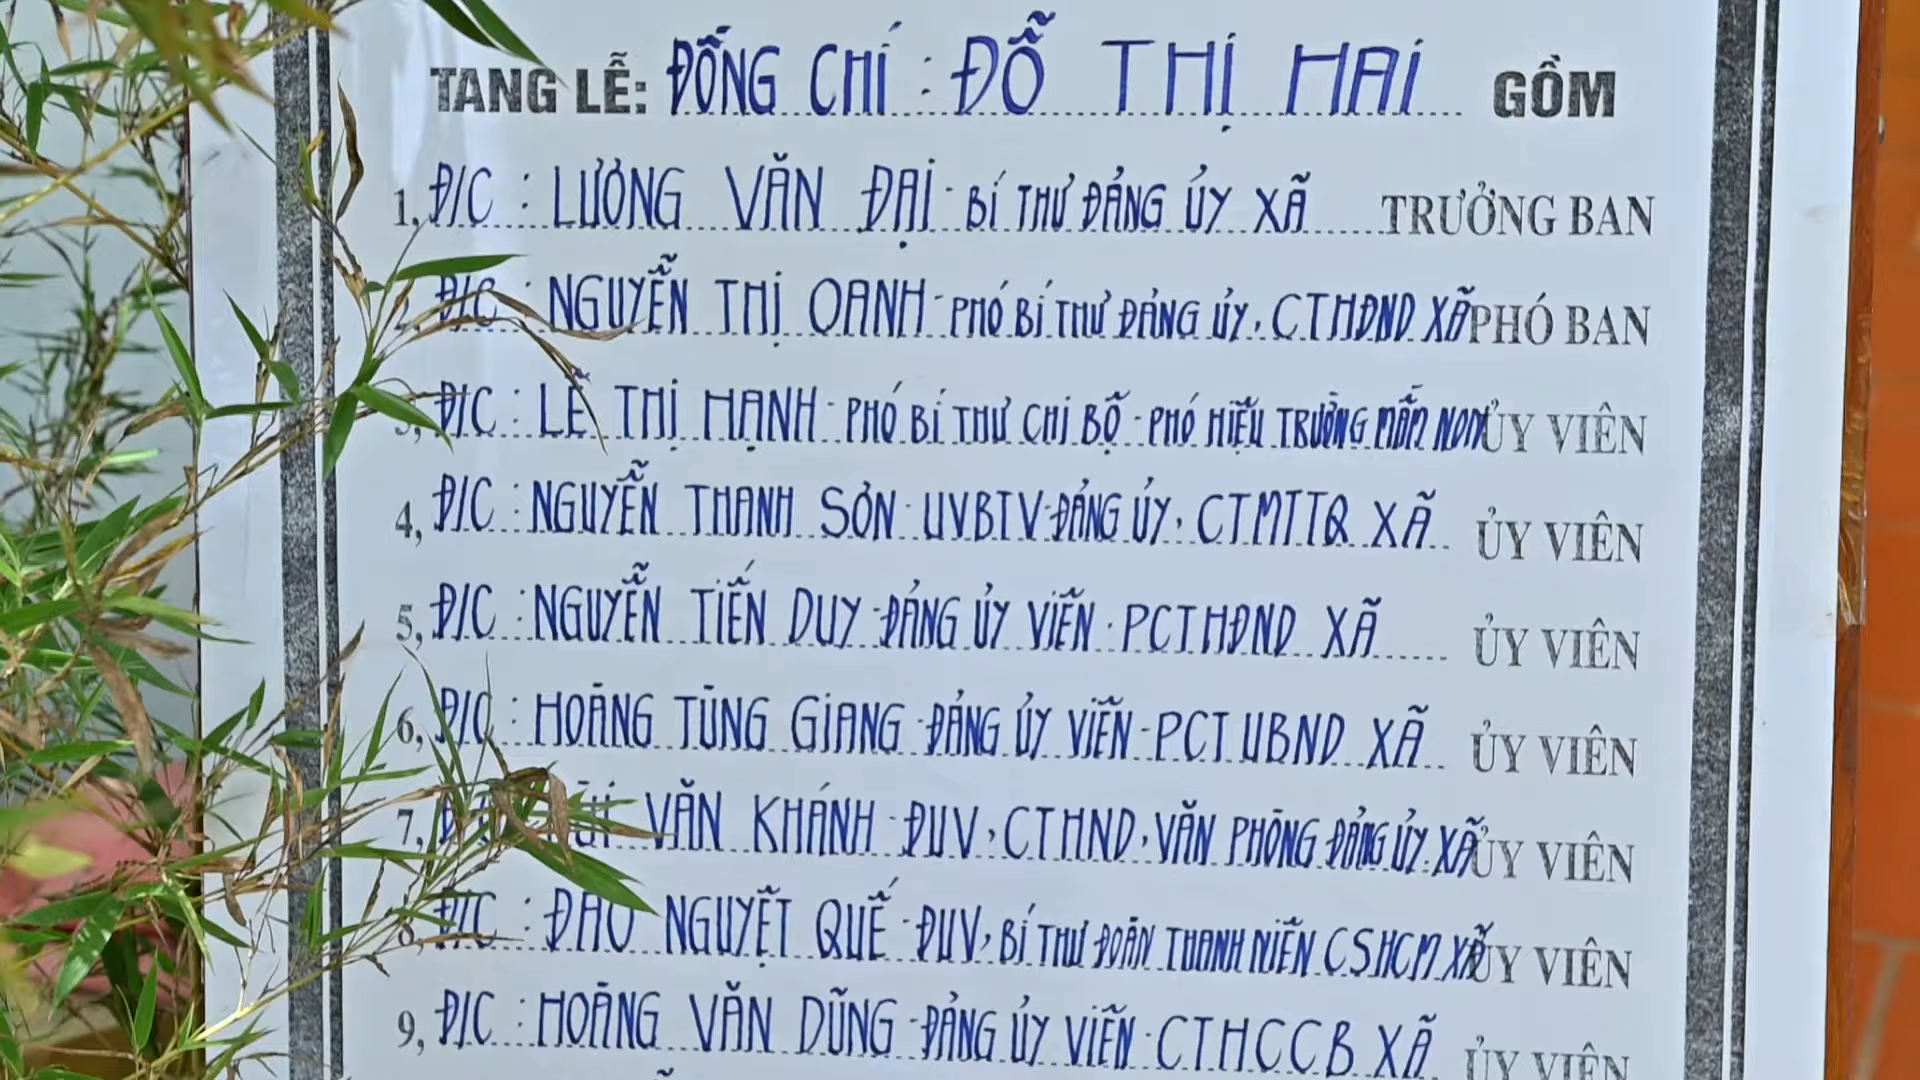 TANG LỄ: ĐỒNG CHÍ : ĐỖ THỊ HAI GỒM
1, Đ/C : LƯƠNG VĂN ĐẠI - BÍ THƯ ĐẢNG ỦY XÃ TRƯỞNG BAN
2, Đ/C : NGUYỄN THỊ OANH - PHÓ BÍ THƯ ĐẢNG ỦY, CTHĐND XÃ PHÓ BAN
3, Đ/C : LÊ THỊ HẠNH - PHÓ BÍ THƯ CHI BỘ - PHÓ HIỆU TRƯỞNG MẦM NON ỦY VIÊN
4, Đ/C : NGUYỄN THANH SƠN - UVBTV ĐẢNG ỦY, CTMTTQ XÃ ỦY VIÊN
5, Đ/C : NGUYỄN TIẾN DUY - ĐẢNG ỦY VIÊN - PCTHĐND XÃ ỦY VIÊN
6, Đ/C : HOÀNG TÙNG GIANG - ĐẢNG ỦY VIÊN - PCTUBND XÃ ỦY VIÊN
7, VĂN KHÁNH - ĐUV, CTHND, VĂN PHÒNG ĐẢNG ỦY XÃ ỦY VIÊN
8, Đ/C : ĐÀO NGUYỆT QUẾ - ĐUV, BÍ THƯ ĐOÀN THANH NIÊN CSHCM XÃ ỦY VIÊN
9, Đ/C : HOÀNG VĂN DŨNG - ĐẢNG ỦY VIÊN - CTHCCB XÃ ỦY VIÊN